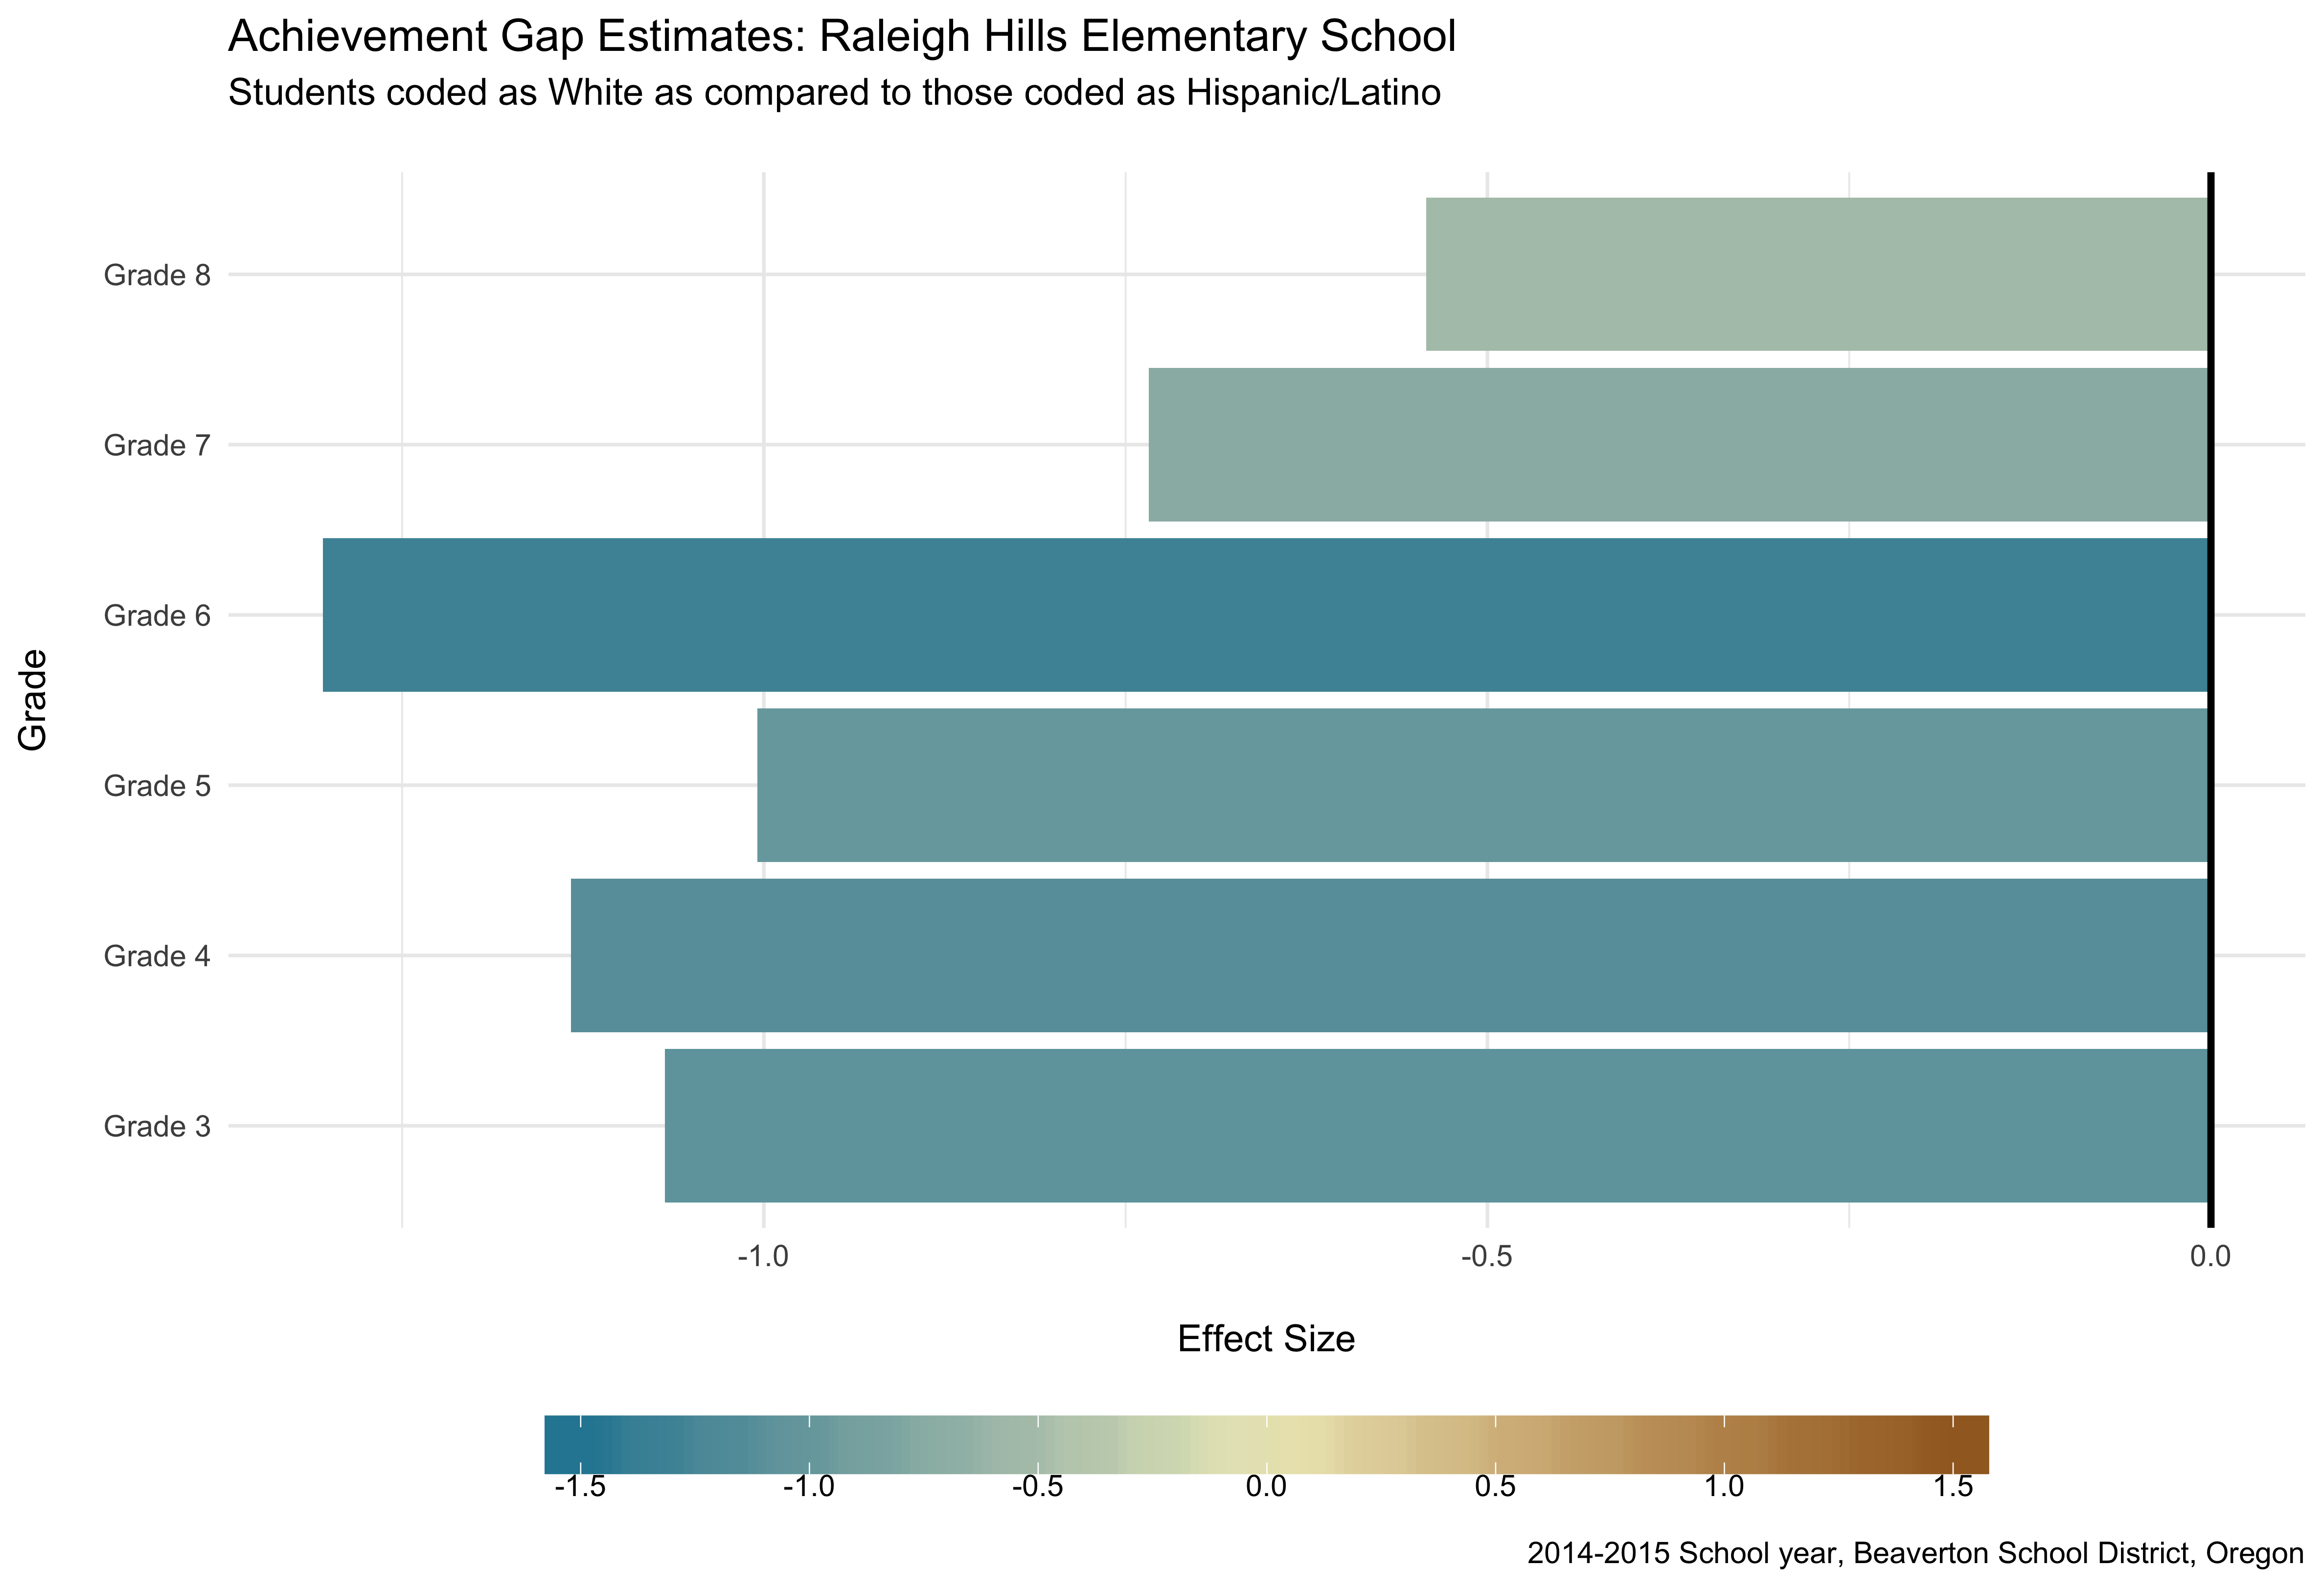 Achievement Gap Estimates: Raleigh Hills Elementary School
Students coded as White as compared to those coded as Hispanic/Latino
Grade 8
Grade 7
Grade 6
Grade 5
Grade 4
Grade 3
Grade
-1.0 -0.5 0.0
Effect Size
-1.5 -1.0 -0.5 0.0 0.5 1.0 1.5
2014-2015 School year, Beaverton School District, Oregon